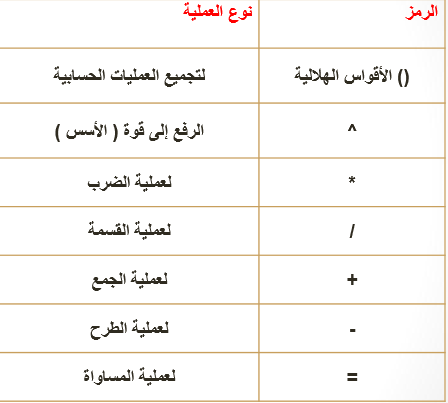 الرمز نوع العملية
() الأقواس الهلالية لتجميع العمليات الحسابية
^ الرفع إلى قوة ( الأسس )
* لعملية الضرب
/ لعملية القسمة
+ لعملية الجمع
- لعملية الطرح
= لعملية المساواة